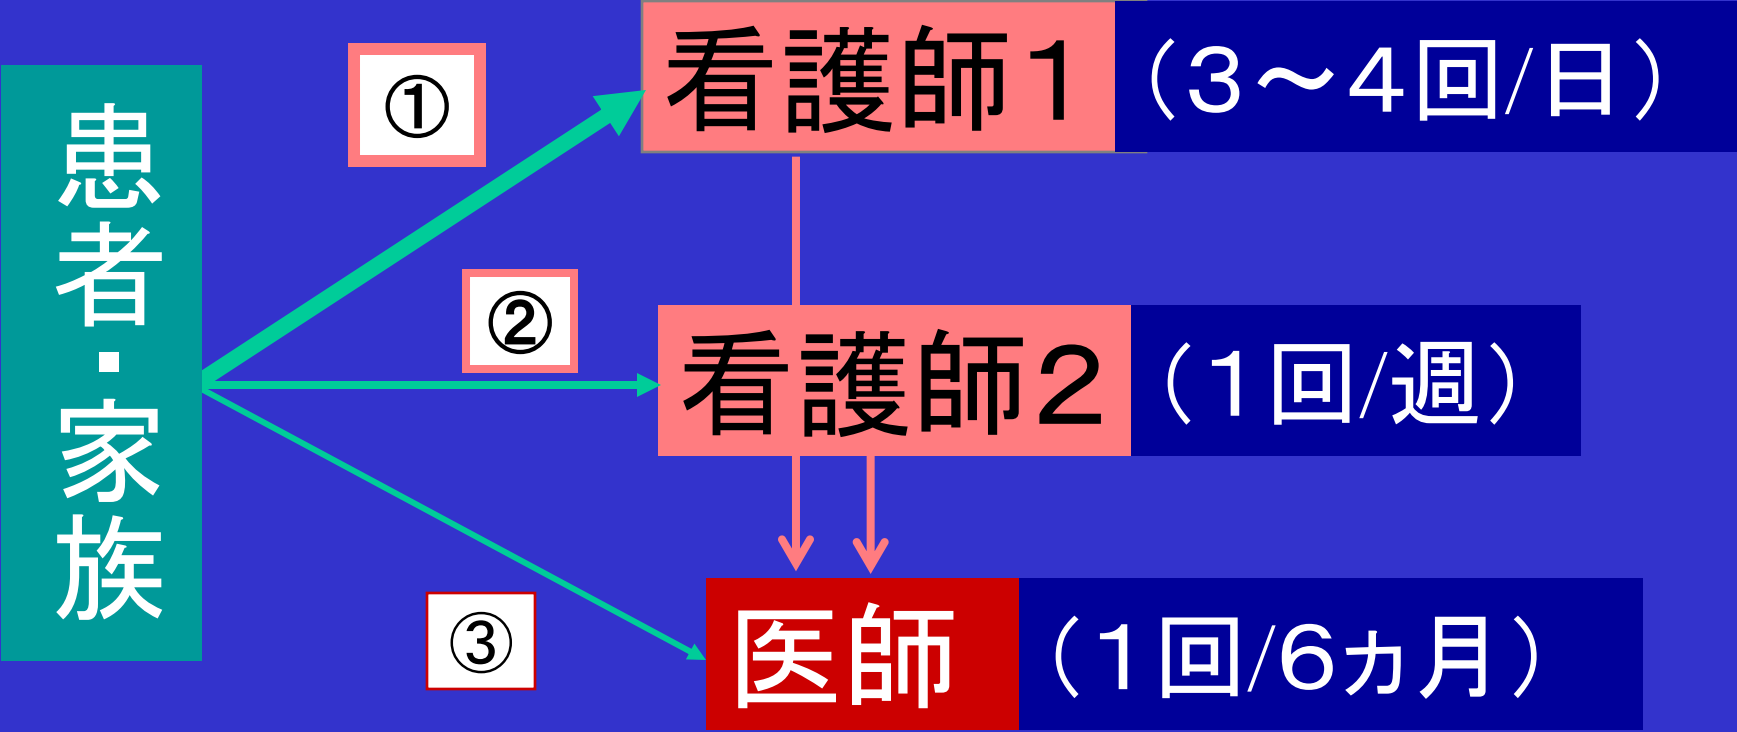 患者・家族
①
看護師１（３～４回/日）
②
看護師２（１回/週）
③
医師（１回/６ヵ月）